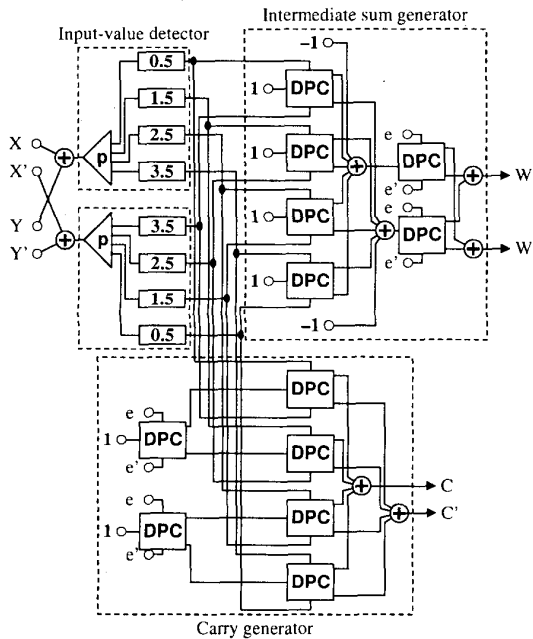 Intermediate sum generator
Input-value detector
-1
0.5
1
DPC
1.5
1
DPC
2.5
3.5
p
X
X'
Y
Y'
e
DPC
e'
W
1
DPC
e
DPC
e'
W
3.5
2.5
1.5
0.5
p
1
DPC
-1
DPC
e
1
DPC
e'
DPC
C
e
1
DPC
e'
DPC
C'
DPC
Carry generator